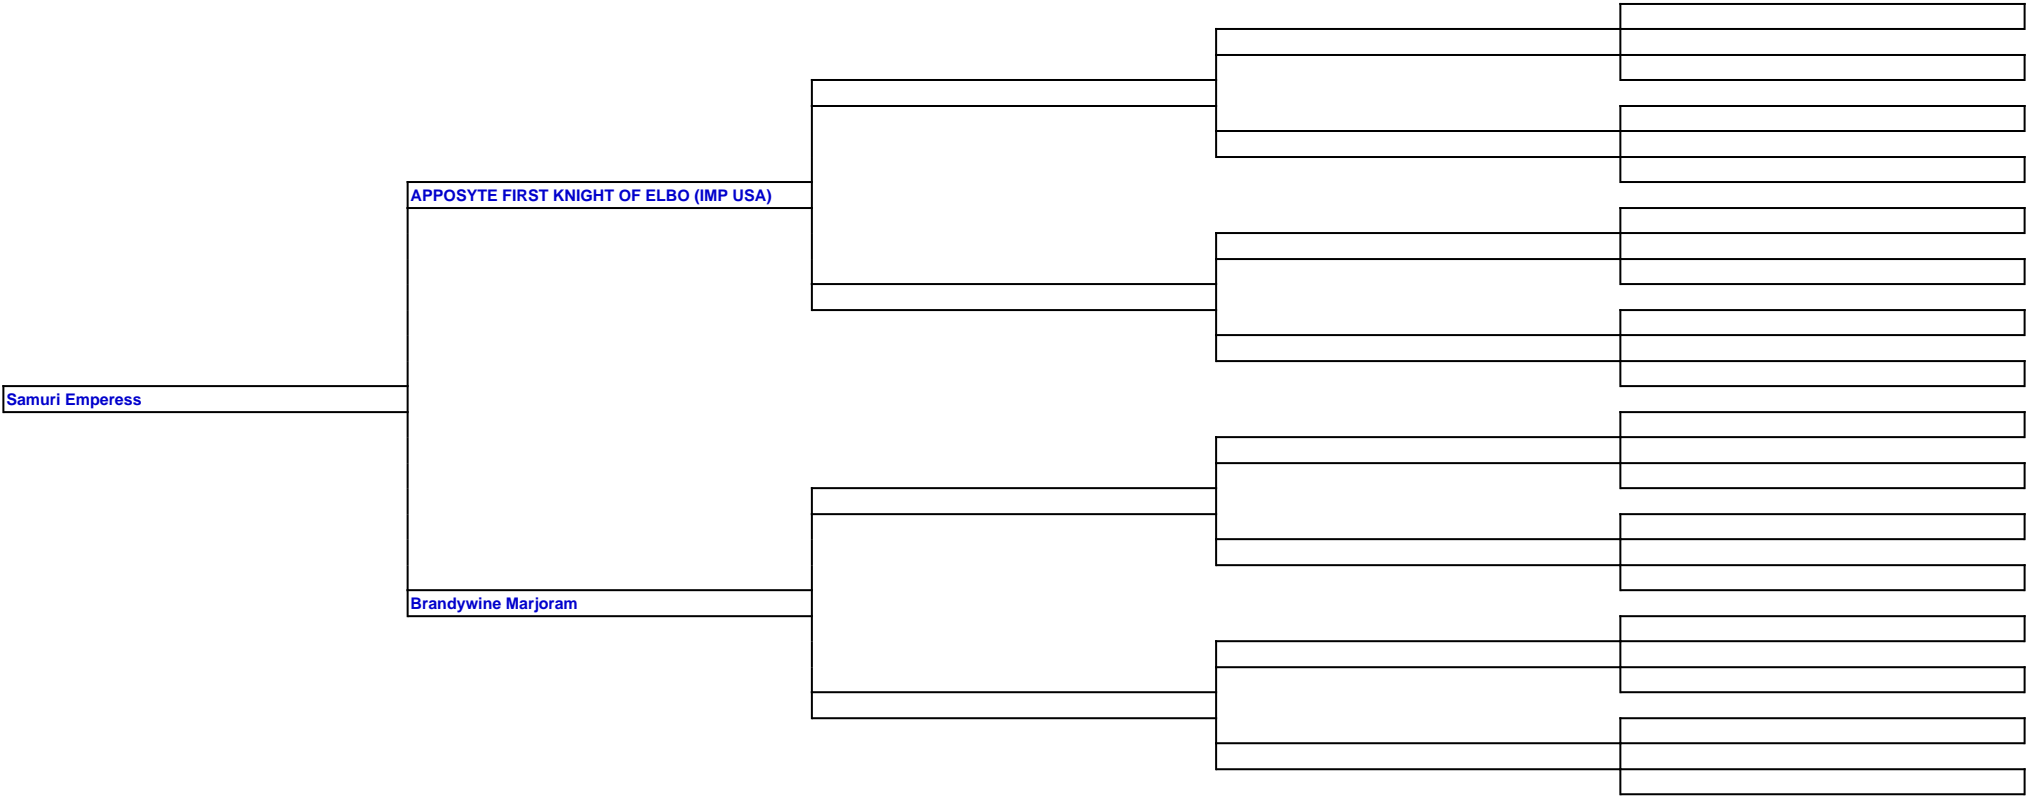 APPOSYTE FIRST KNIGHT OF ELBO (IMP USA)
Samuri Emperess
Brandywine Marjoram